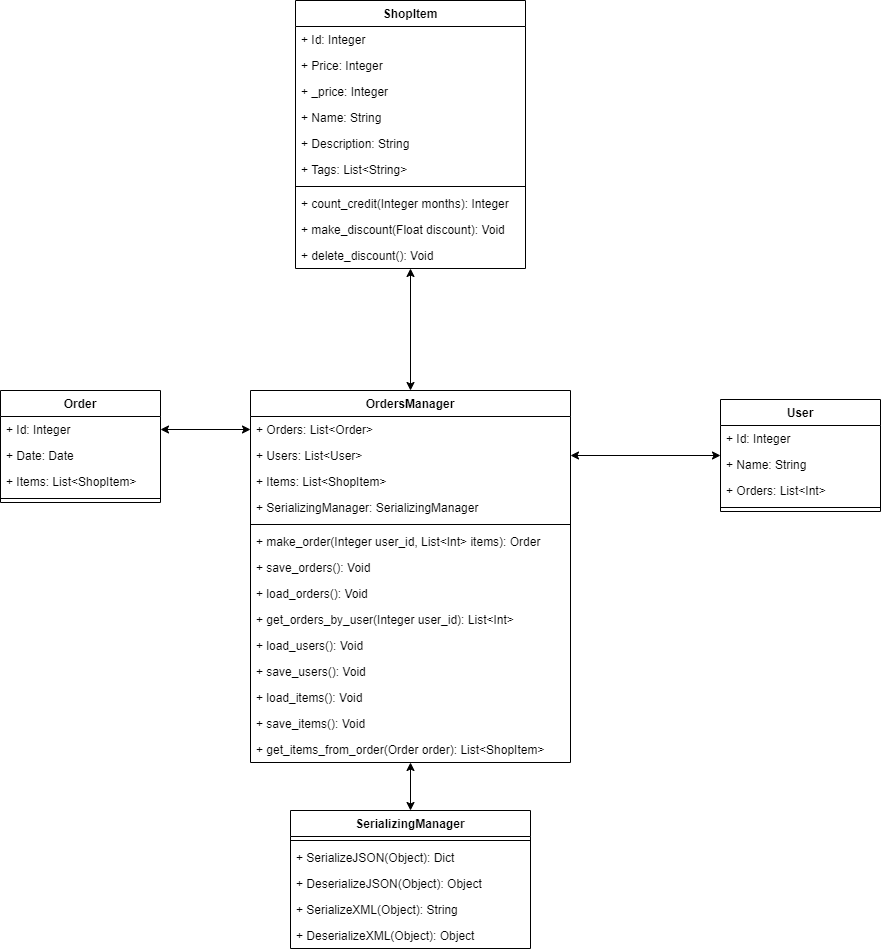 ShopItem
+ Id: Integer
+ Price: Integer
+ _price: Integer
+ Name: String
+ Description: String
+ Tags: List<String>
+ count_credit(Integer months): Integer
+ make_discount(Float discount): Void
+ delete_discount(): Void
Order
+ Id: Integer
+ Date: Date
+ Items: List<ShopItem>
OrdersManager
+ Orders: List<Order>
+ Users: List<User>
+ Items: List<ShopItem>
+ SerializingManager: SerializingManager
+ make_order(Integer user_id, List<Int> items): Order
+ save_orders(): Void
+ load_orders(): Void
+ get_orders_by_user(Integer user_id): List<Int>
+ load_users(): Void
+ save_users(): Void
+ load_items(): Void
+ save_items(): Void
+ get_items_from_order(Order order): List<ShopItem>
User
+ Id: Integer
+ Name: String
+ Orders: List<Int>
SerializingManager
+ SerializeJSON(Object): Dict
+ DeserializeJSON(Object): Object
+ SerializeXML(Object): String
+ DeserializeXML(Object): Object